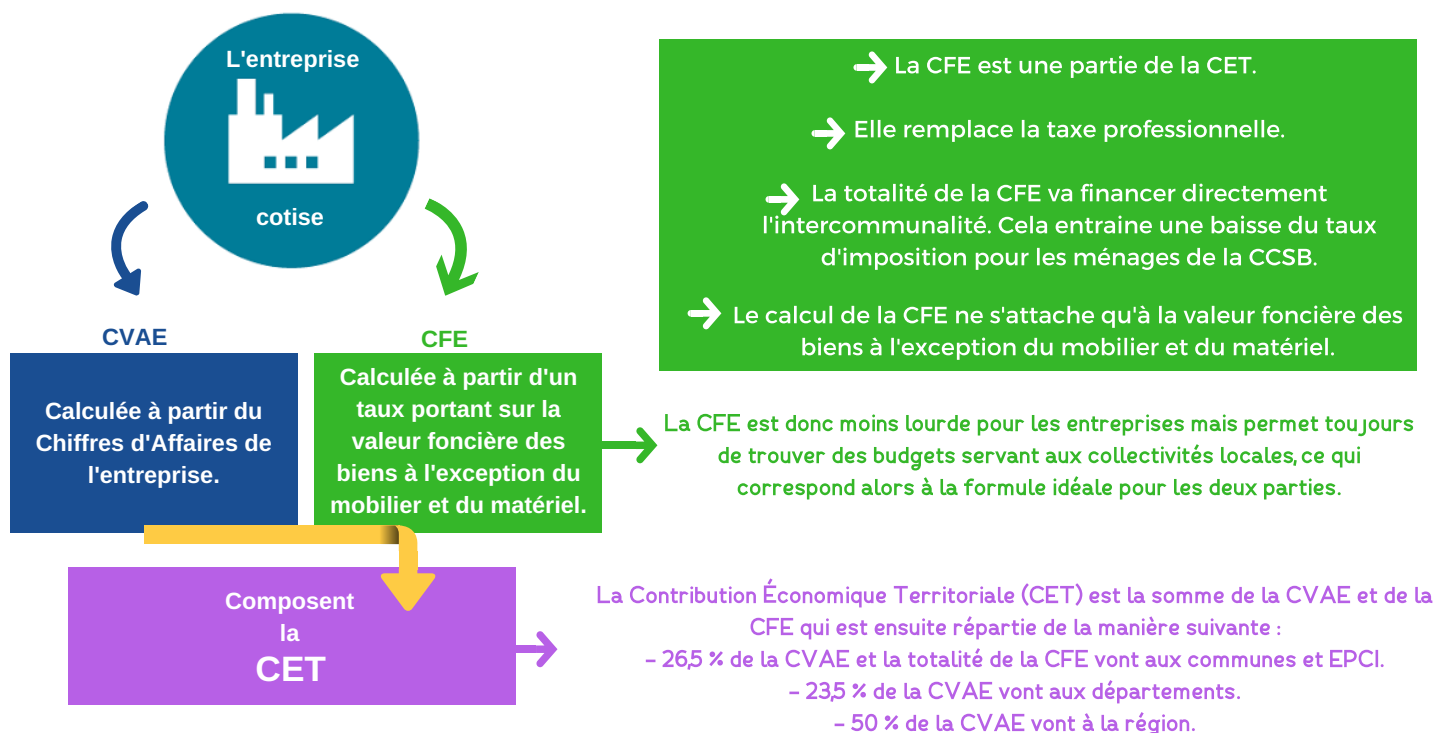 L'entreprise
cotise
CVAE
Calculée à partir du
Chiffres d'Affaires de
l'entreprise.
CFE
Calculée à partir d'un
taux portant sur la
valeur foncière des
biens à l'exception du
mobilier et du matériel.
La CFE est une partie de la CET.
Elle remplace la taxe professionnelle.
La totalité de la CFE va financer directement
l'intercommunalité. Cela entraine une baisse du taux
d'imposition pour les ménages de la CCSB.
Le calcul de la CFE ne s'attache qu'à la valeur foncière des
biens à l'exception du mobilier et du matériel.
La CFE est donc moins lourde pour les entreprises mais permet toujours
de trouver des budgets servant aux collectivités locales, ce qui
correspond alors à la formule idéale pour les deux parties.
Composent
la
CET
La Contribution Économique Territoriale (CET) est la somme de la CVAE et de la
CFE qui est ensuite répartie de la manière suivante :
- 26,5 % de la CVAE et la totalité de la CFE vont aux communes et EPCI.
- 23,5 % de la CVAE vont aux départements.
- 50 % de la CVAE vont à la région.